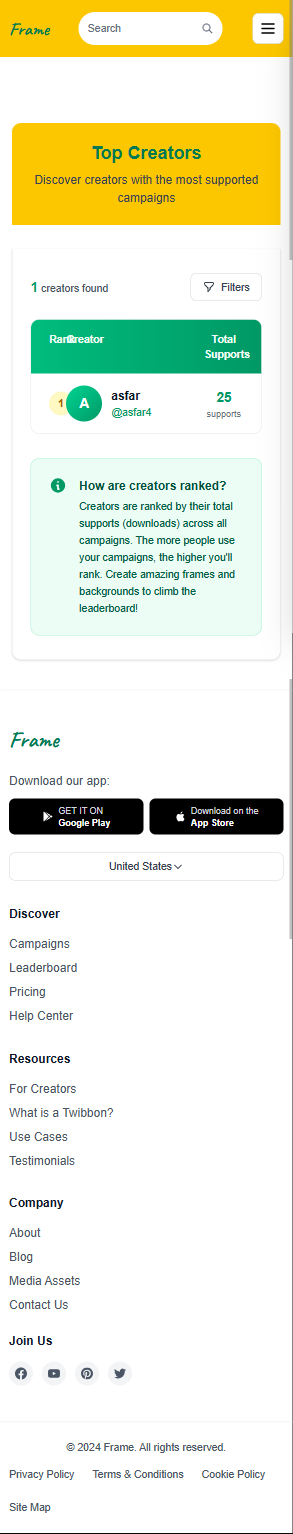 Frame
Search
Top Creators
Discover creators with the most supported
campaigns
1 creators found
Filters
Rank Creator Total
Supports
1 A asfar 25
@asfar4 supports
How are creators ranked?
Creators are ranked by their total
supports (downloads) across all
campaigns. The more people use
your campaigns, the higher you'll
rank. Create amazing frames and
backgrounds to climb the
leaderboard!
Frame
Download our app:
GET IT ON
Google Play
Download on the
App Store
United States
Discover
Campaigns
Leaderboard
Pricing
Help Center
Resources
For Creators
What is a Twibbon?
Use Cases
Testimonials
Company
About
Blog
Media Assets
Contact Us
Join Us
© 2024 Frame. All rights reserved.
Privacy Policy Terms & Conditions Cookie Policy
Site Map